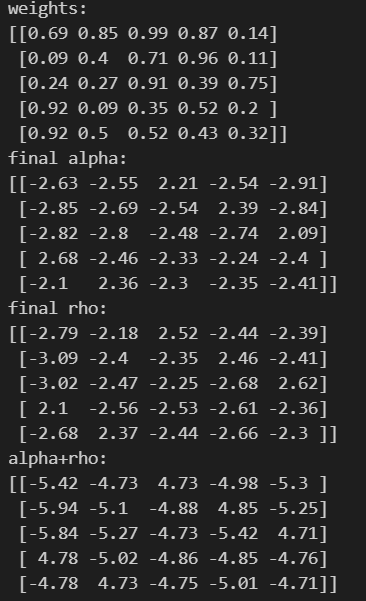 weights:
[[0.69 0.85 0.99 0.87 0.14]
 [0.09 0.4  0.71 0.96 0.11]
 [0.24 0.27 0.91 0.39 0.75]
 [0.92 0.09 0.35 0.52 0.2 ]
 [0.92 0.5  0.52 0.43 0.32]]
final alpha:
[[-2.63 -2.55  2.21 -2.54 -2.91]
 [-2.85 -2.69 -2.54  2.39 -2.84]
 [-2.82 -2.8  -2.48 -2.74  2.09]
 [ 2.68 -2.46 -2.33 -2.24 -2.4 ]
 [-2.1   2.36 -2.3  -2.35 -2.41]]
final rho:
[[-2.79 -2.18  2.52 -2.44 -2.39]
 [-3.09 -2.4  -2.35  2.46 -2.41]
 [-3.02 -2.47 -2.25 -2.68  2.62]
 [ 2.1  -2.56 -2.53 -2.61 -2.36]
 [-2.68  2.37 -2.44 -2.66 -2.3 ]]
alpha+rho:
[[-5.42 -4.73  4.73 -4.98 -5.3 ]
 [-5.94 -5.1  -4.88  4.85 -5.25]
 [-5.84 -5.27 -4.73 -5.42  4.71]
 [ 4.78 -5.02 -4.86 -4.85 -4.76]
 [-4.78  4.73 -4.75 -5.01 -4.71]]